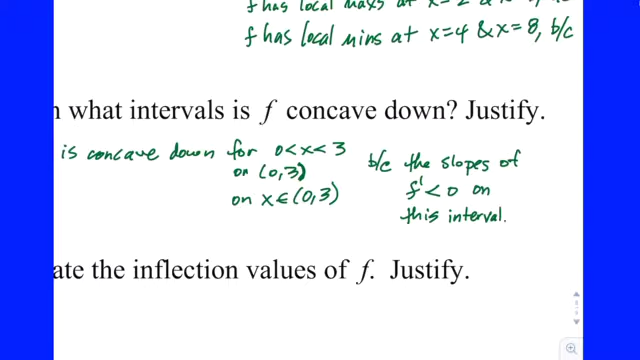 f has local maxs at x=2 &
f has local mins at x=4 & x=8, b/c
what intervals is f concave down? Justify.
is concave down for 0<x<3
on (0,3)
on x∈(0,3)
b/c the slopes of
f' < 0 on
this interval.
ate the inflection values of f. Justify.